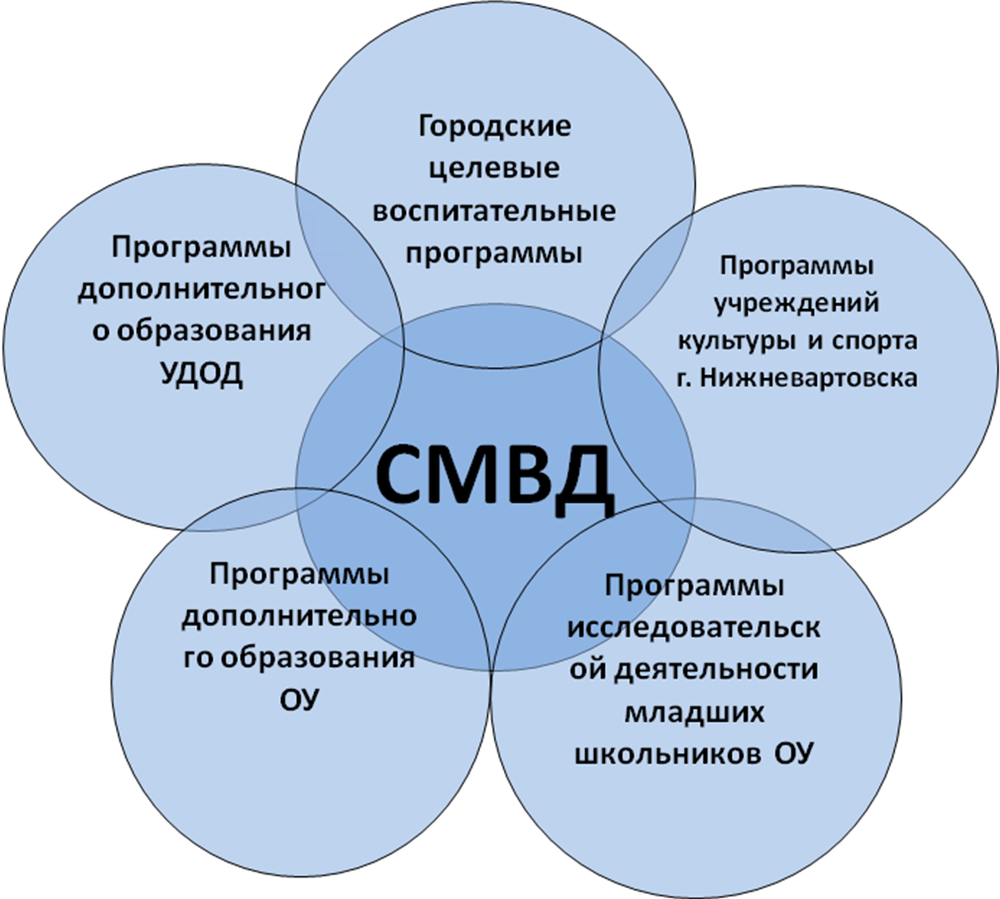 Городские
целевые
воспитательные
программы
Программы
дополнительног
о образования
УДОД
Программы
учреждений
культуры и спорта
г. Нижневартовска
СМВД
Программы
дополнительно
го образования
ОУ
Программы
исследовательск
ой деятельности
младших
школьников ОУ